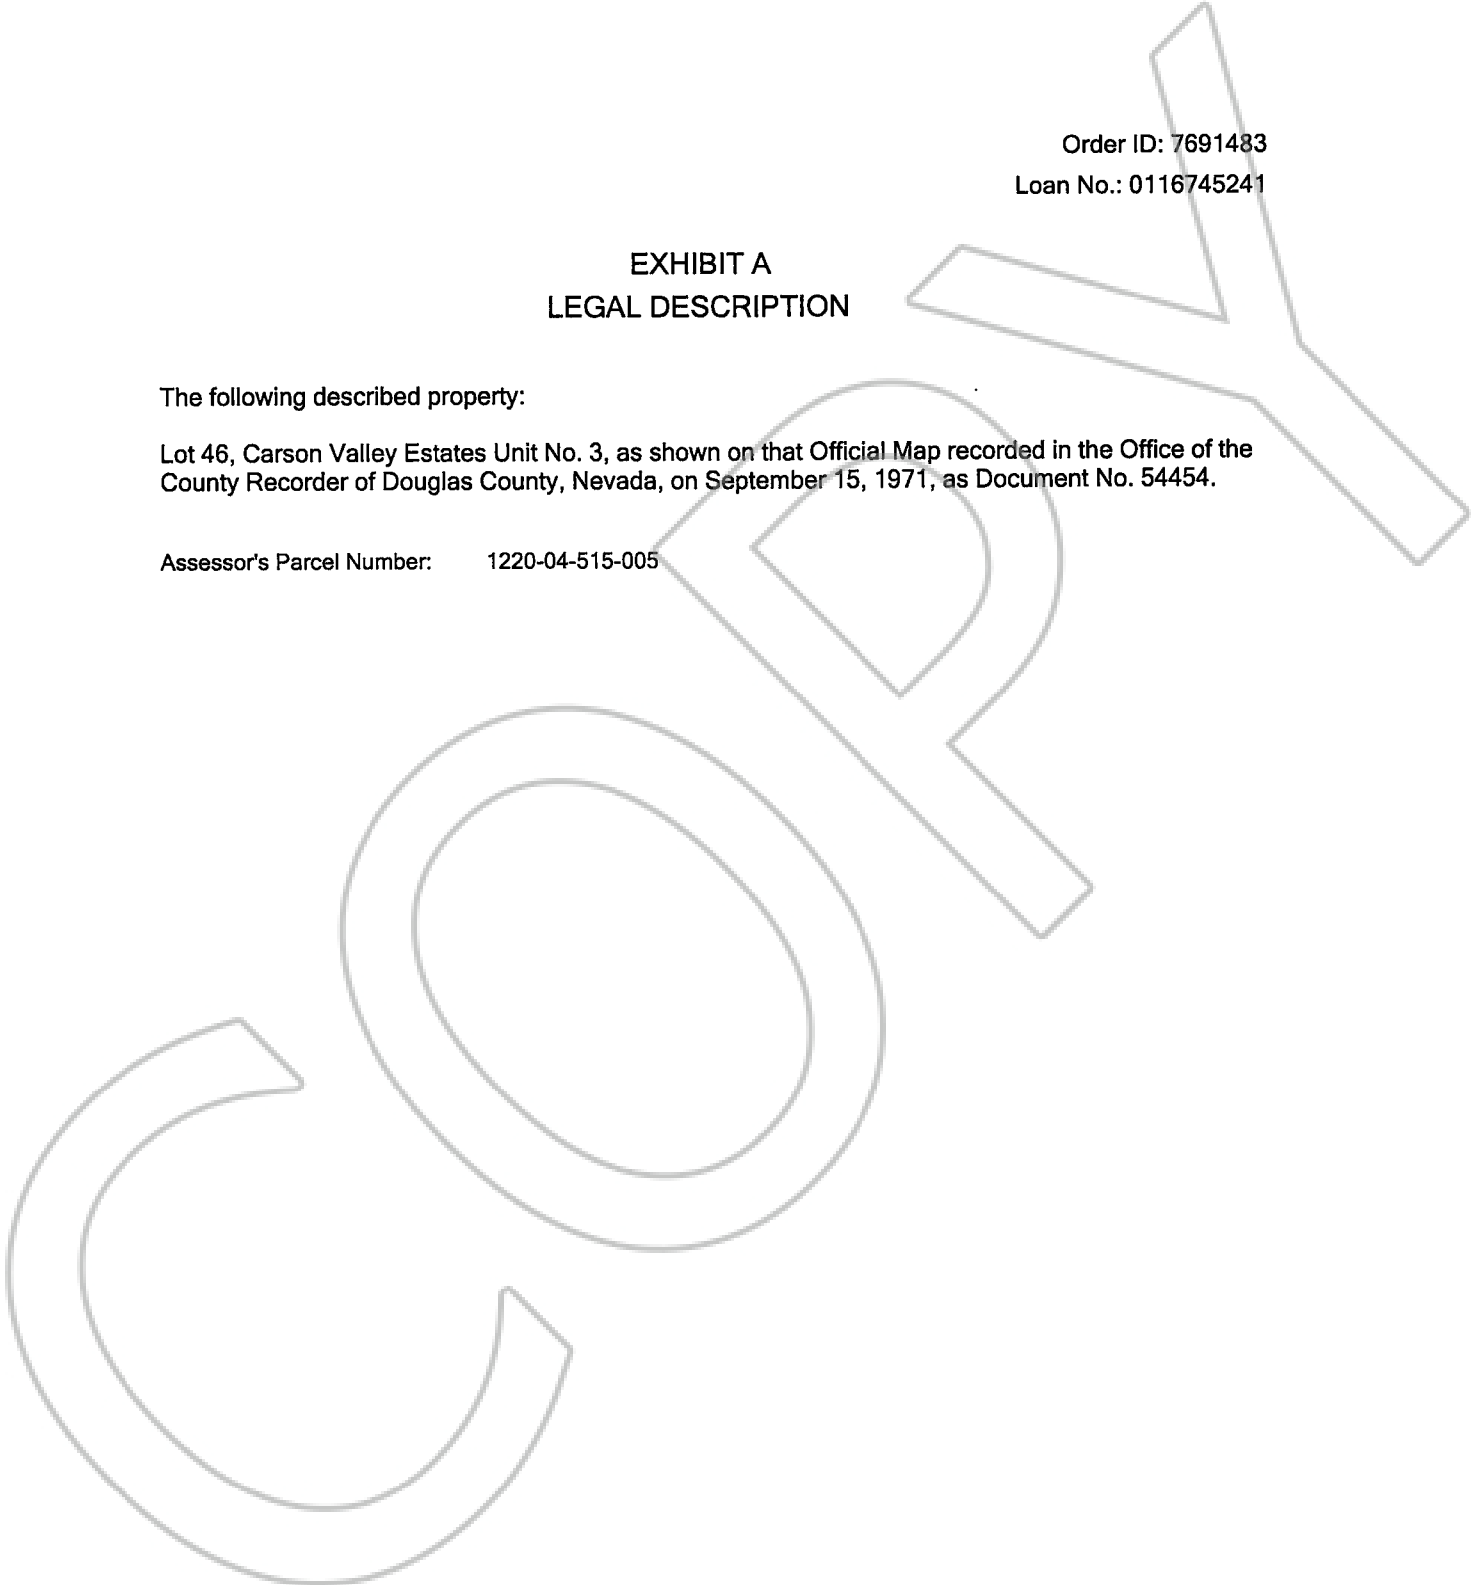 Order ID: 7691483
Loan No.: 0116745241
EXHIBIT A
LEGAL DESCRIPTION
The following described property:
Lot 46, Carson Valley Estates Unit No. 3, as shown on that Official Map recorded in the Office of the
County Recorder of Douglas County, Nevada, on September 15, 1971, as Document No. 54454.
Assessor's Parcel Number: 1220-04-515-005
COPY